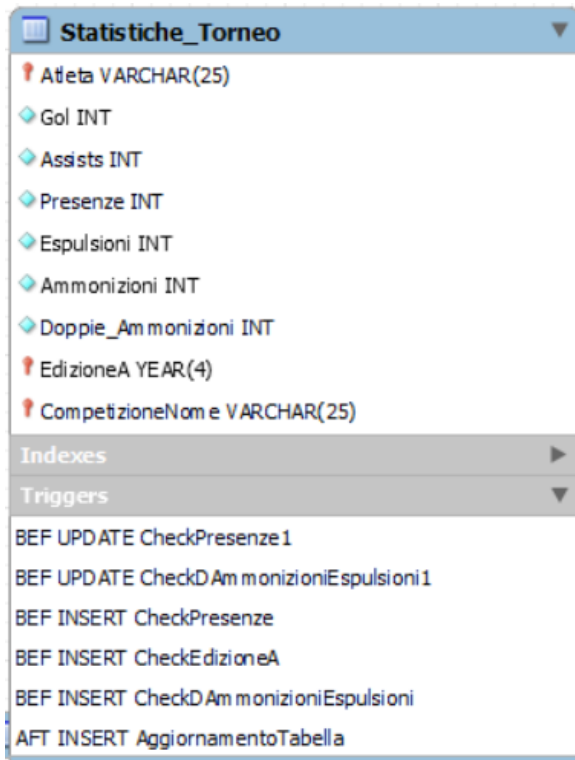 Statistiche_Torneo
Atleta VARCHAR(25)
Gol INT
Assists INT
Presenze INT
Espulsioni INT
Ammonizioni INT
Doppie_Ammonizioni INT
EdizioneA YEAR(4)
CompetizioneNome VARCHAR(25)
Indexes
Triggers
BEF UPDATE CheckPresenze1
BEF UPDATE CheckDAmmonizioniEspulsioni1
BEF INSERT CheckPresenze
BEF INSERT CheckEdizioneA
BEF INSERT CheckDAmmonizioniEspulsioni
AFT INSERT AggiornamentoTabella